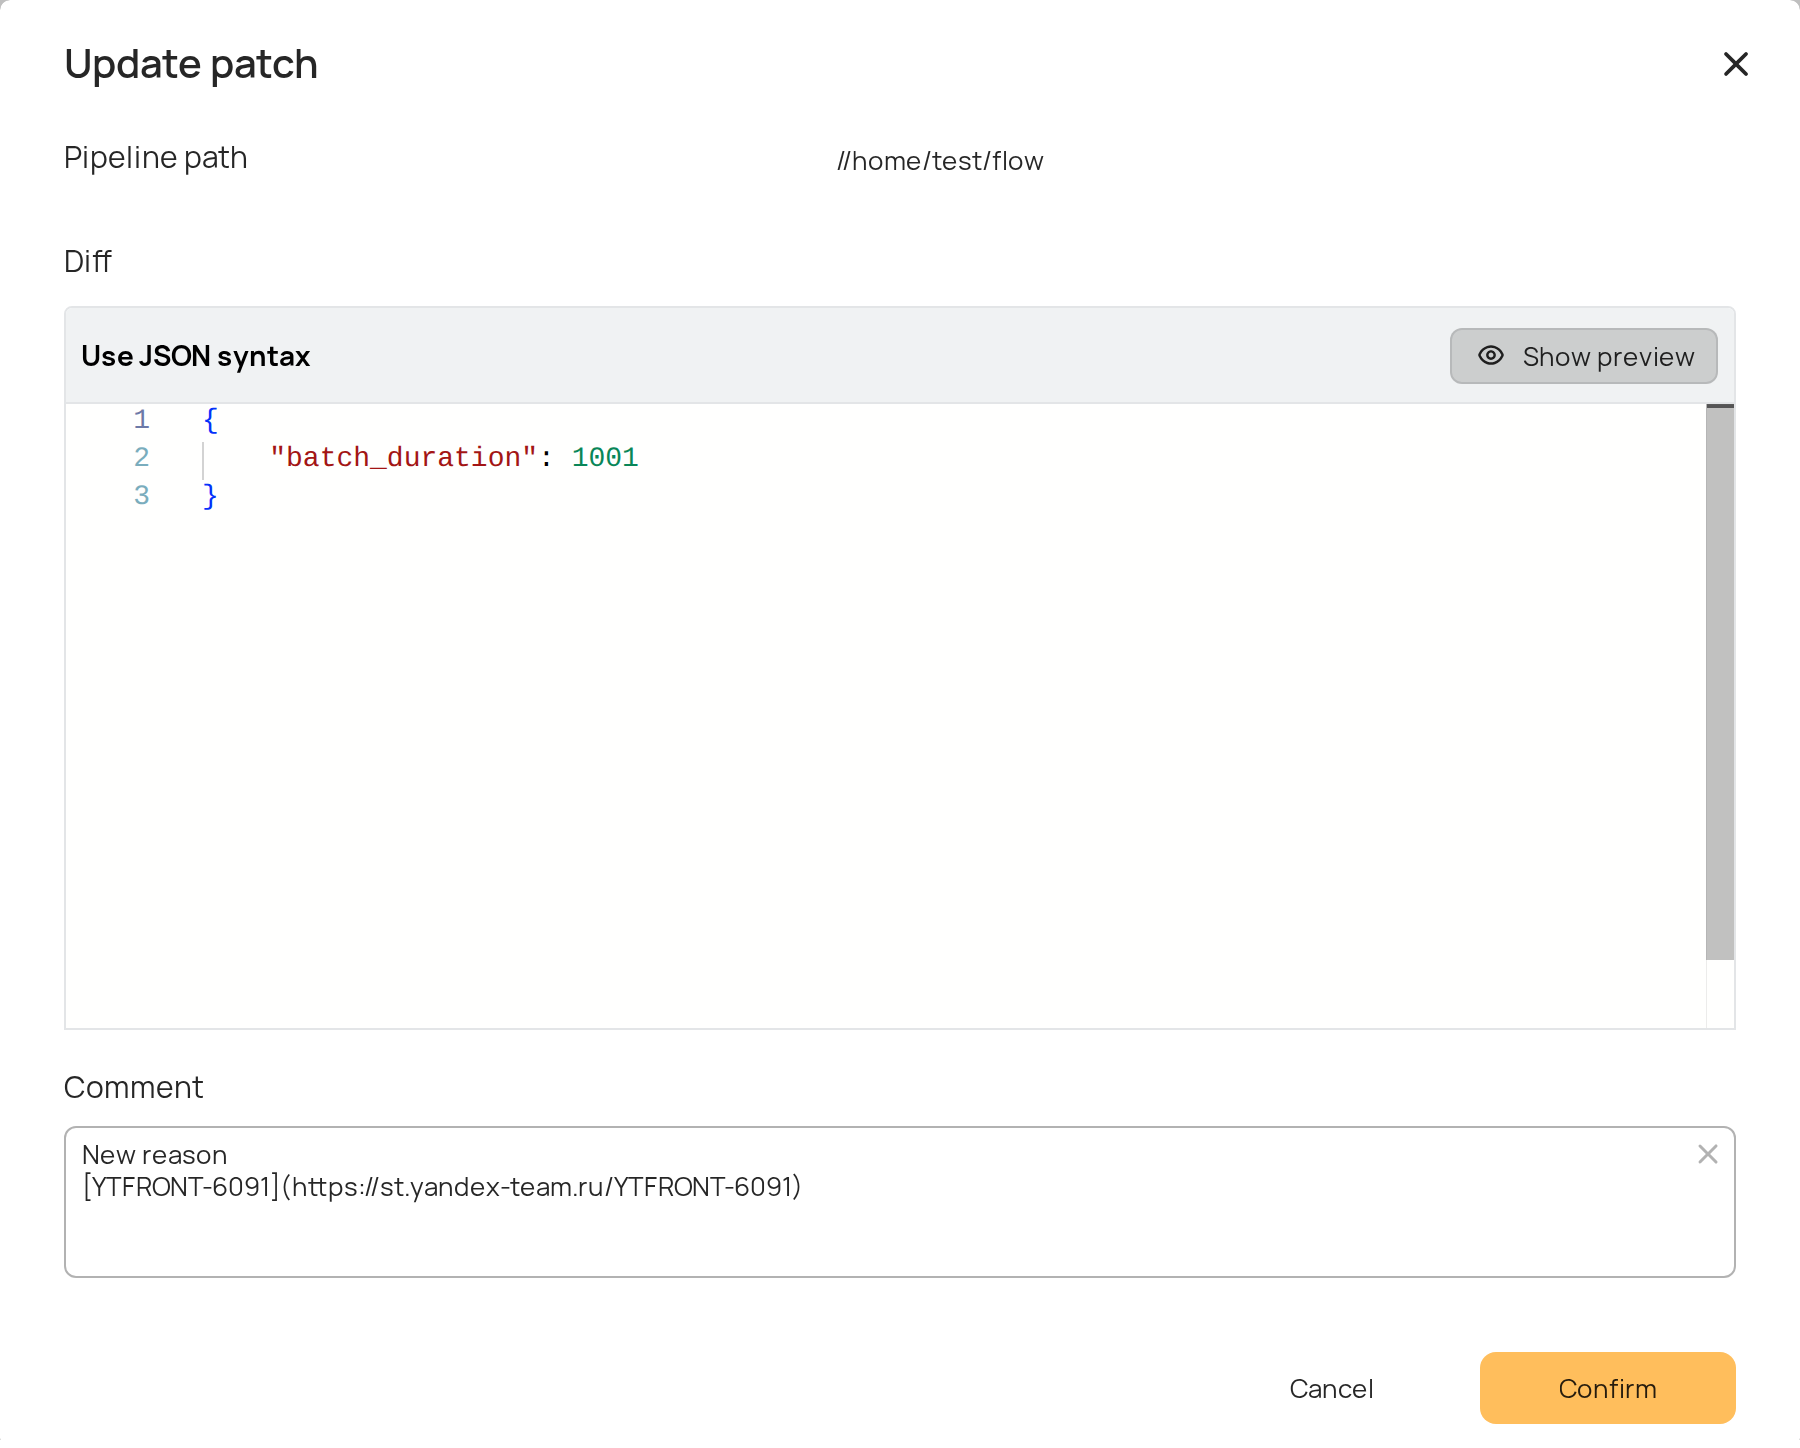 Update patch
Pipeline path
//home/test/flow
Diff
Use JSON syntax
Show preview
1 {
2     "batch_duration": 1001
3 }
Comment
New reason
[YTFRONT-6091](https://st.yandex-team.ru/YTFRONT-6091)
Cancel
Confirm